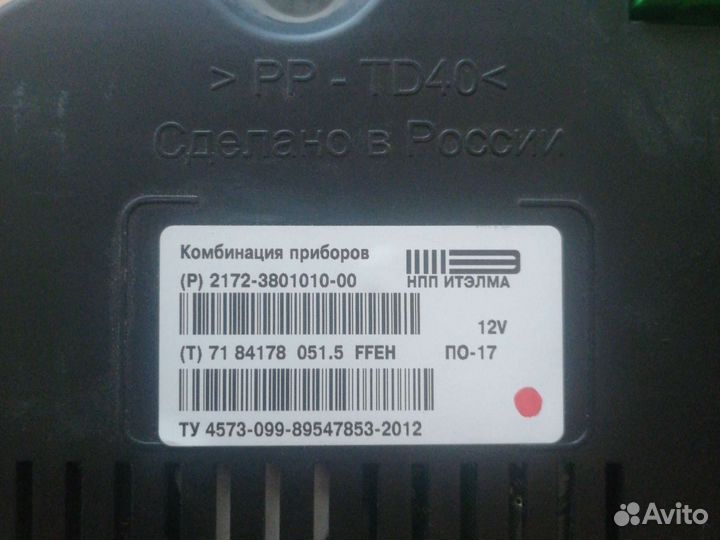 >PP-TD40<
Сделано в России
Комбинация приборов
(P) 2172-3801010-00
НПП ИТЭЛМА
12V
(T) 71 84178 051.5 FFEH ПО-17
ТУ 4573-099-89547853-2012
Avito